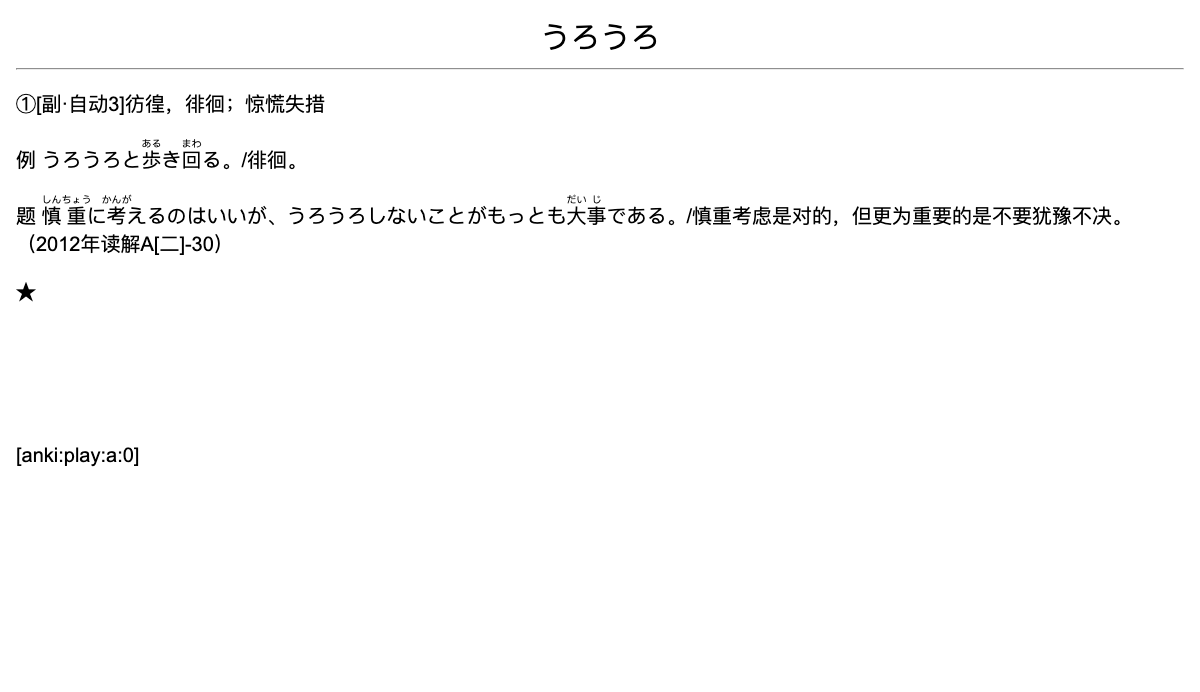 うろうろ
①[副·自动3]彷徨，徘徊；惊慌失措
ある まわ
例 うろうろと歩き回る。/徘徊。
しんちょう かんが だい じ
题 慎重に考えるのはいいが、うろうろしないことがもっとも大事である。/慎重考虑是对的，但更为重要的是不要犹豫不决。
（2012年读解A[二]-30）
★
[anki:play:a:0]